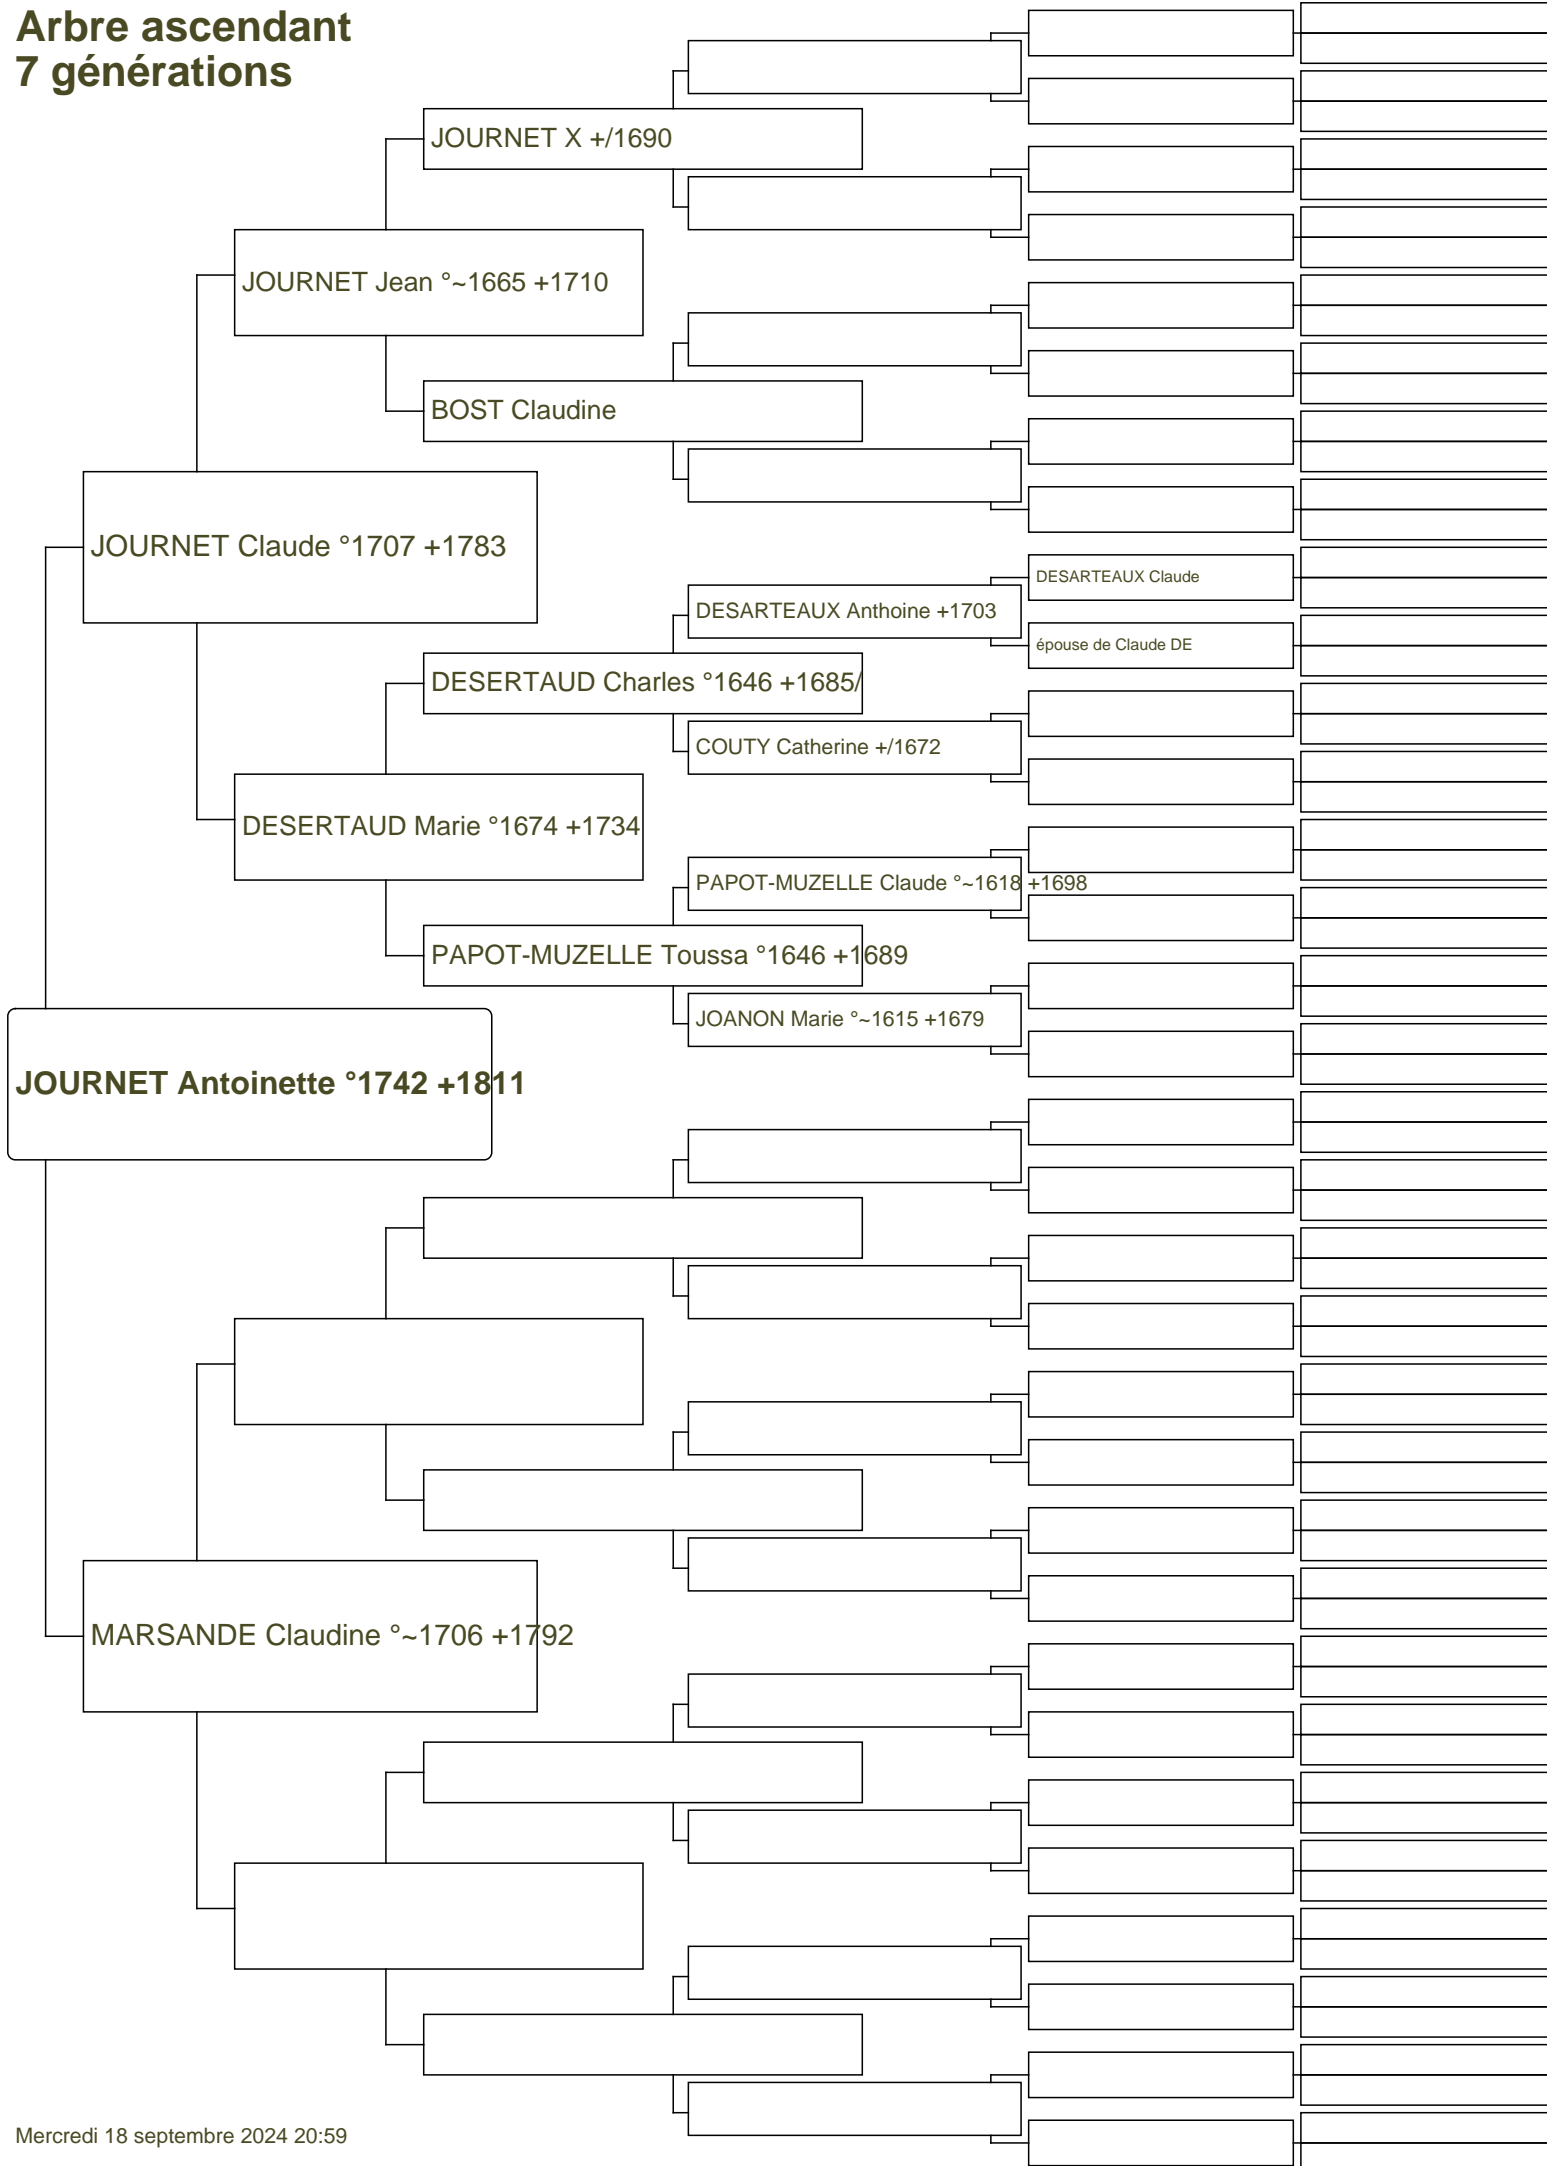 Arbre ascendant
7 générations
JOURNET X +/1690
JOURNET Jean °~1665 +1710
BOST Claudine
JOURNET Claude °1707 +1783
DESARTEAUX Claude
DESARTEAUX Anthoine +1703
épouse de Claude DE
DESERTAUD Charles °1646 +1685/
COUTY Catherine +/1672
DESERTAUD Marie °1674 +1734
PAPOT-MUZELLE Claude °~1618 +1698
PAPOT-MUZELLE Toussa °1646 +1689
JOANON Marie °~1615 +1679
JOURNET Antoinette °1742 +1811
MARSANDE Claudine °~1706 +1792
Mercredi 18 septembre 2024 20:59